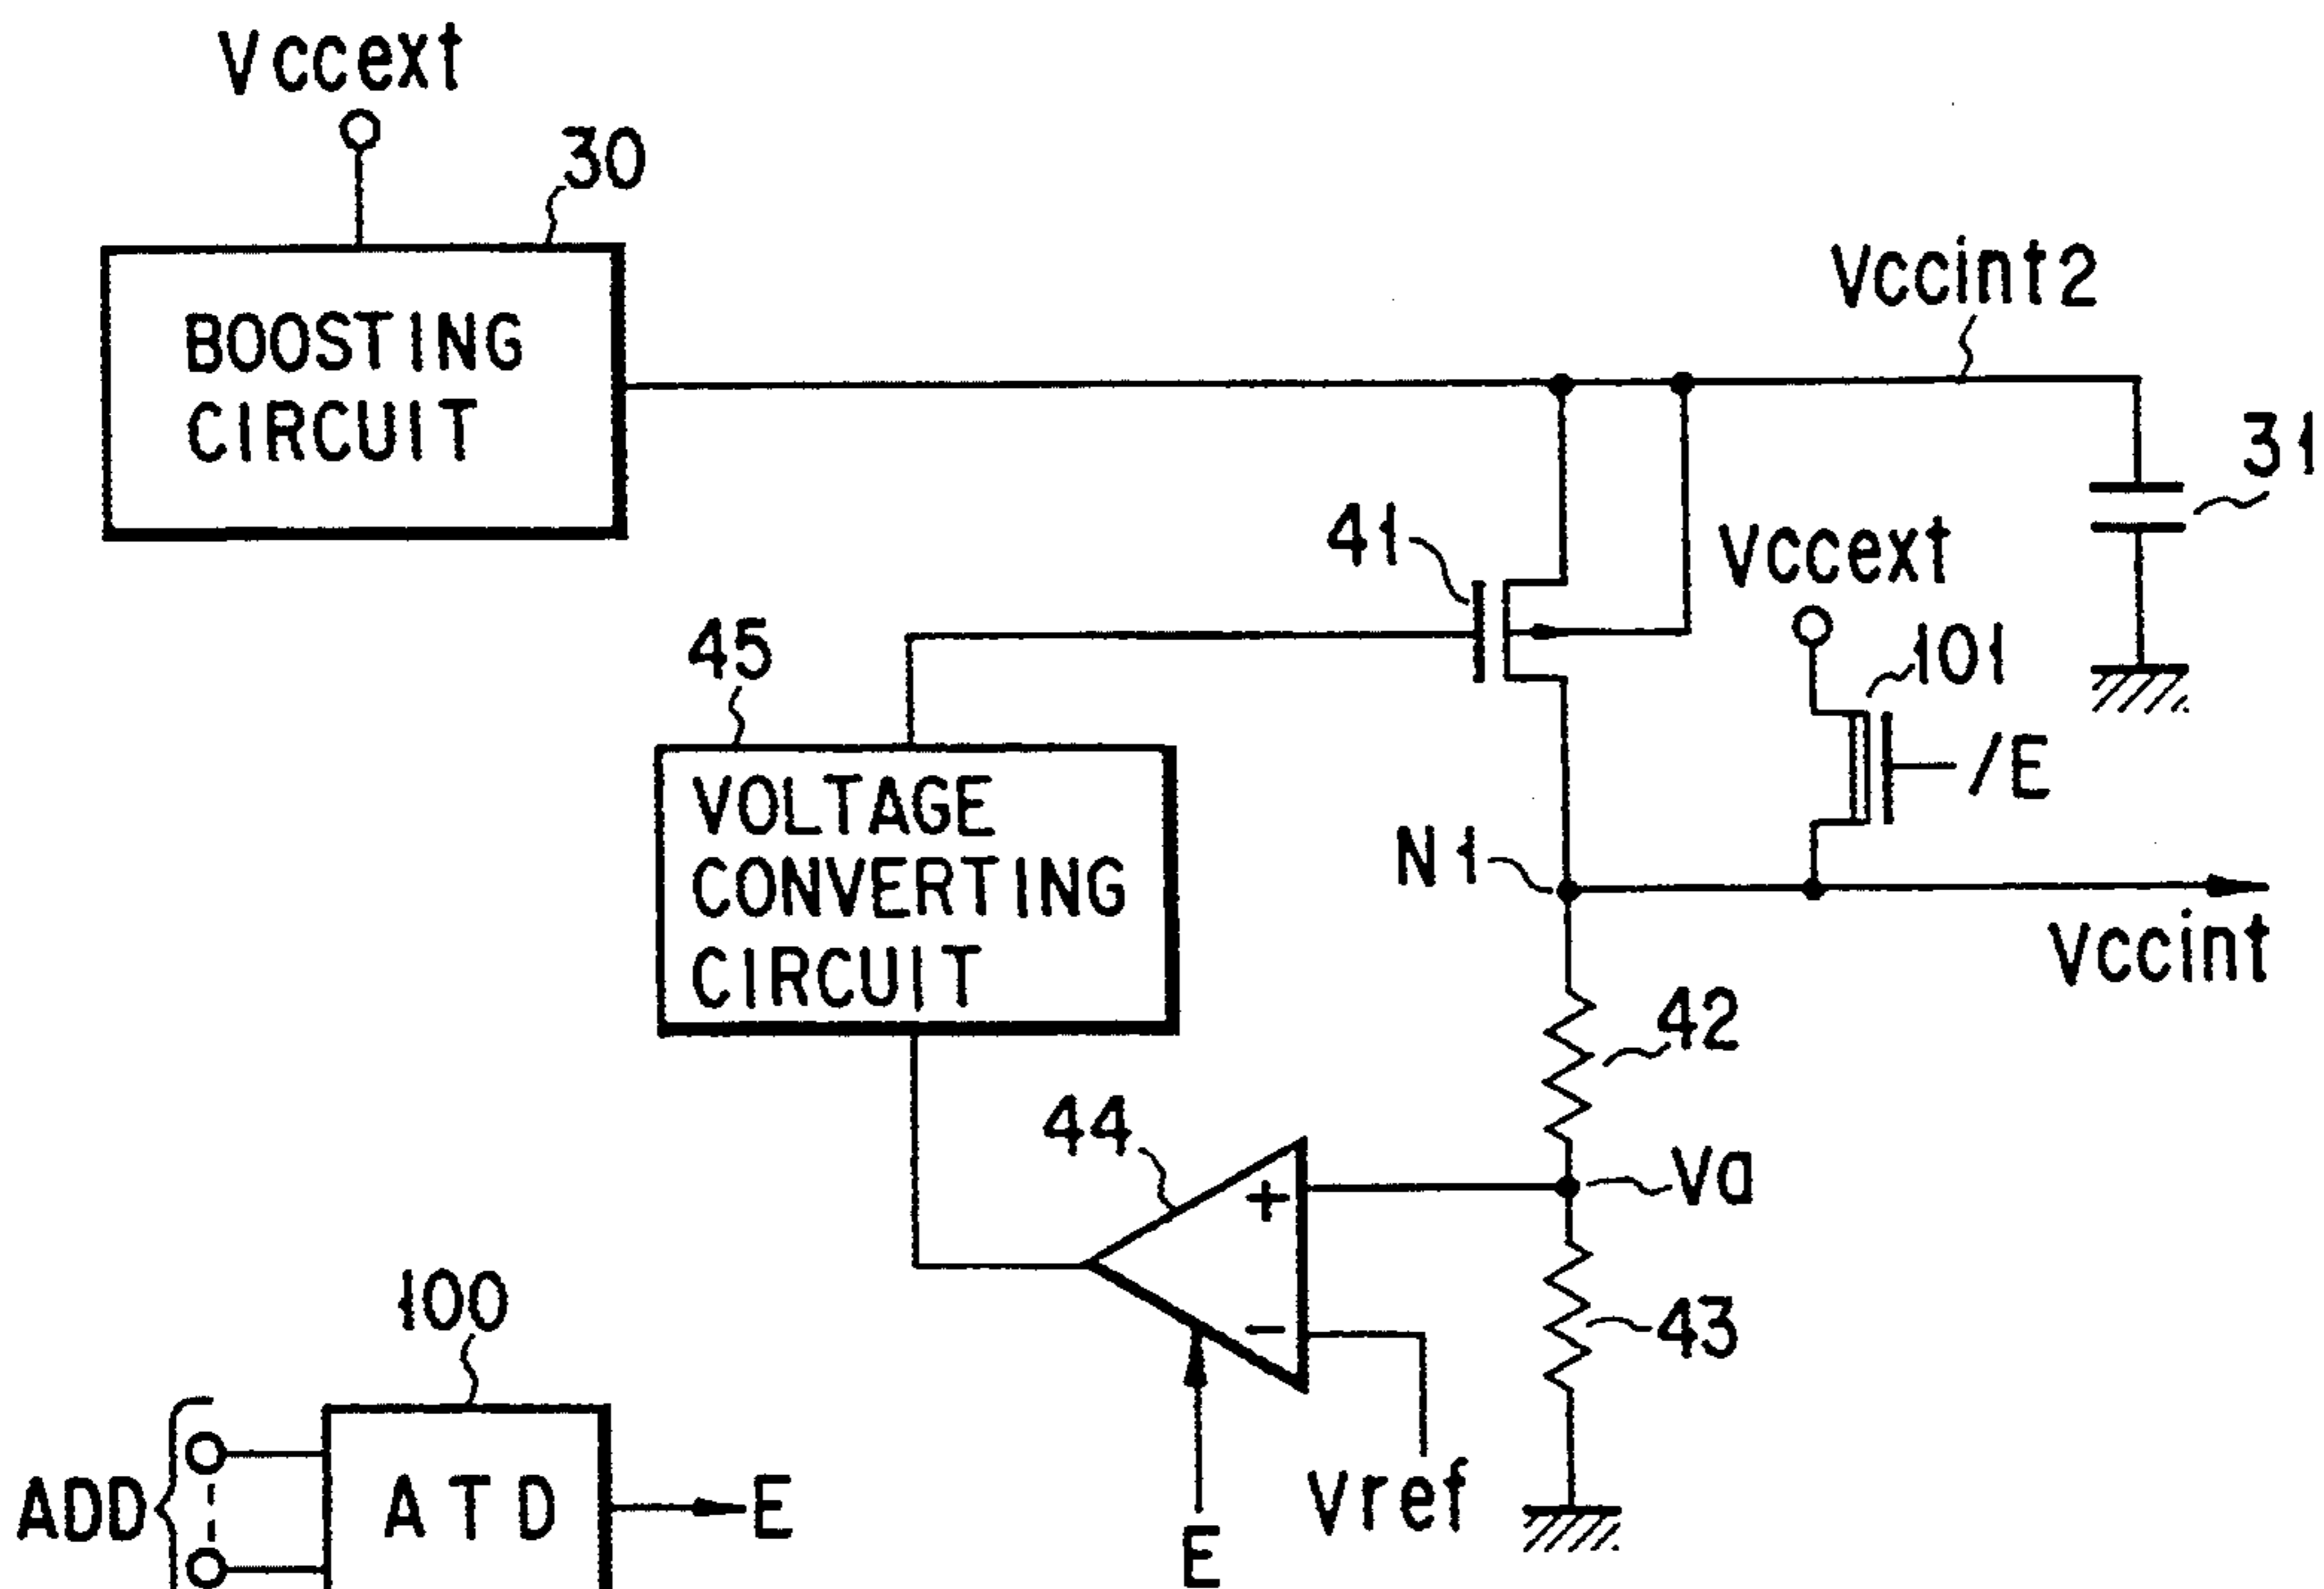 Vccext
30
BOOSTING
CIRCUIT
Vccint2
31
41
Vccext
101
/E
45
VOLTAGE
CONVERTING
CIRCUIT
N1
Vccint
42
44
+
Va
-
43
Vref
E
100
ADD
ATD
E